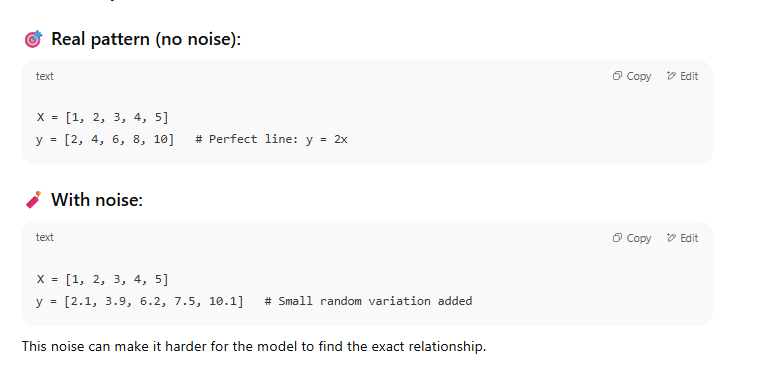 🎯 Real pattern (no noise):
text Copy Edit
X = [1, 2, 3, 4, 5]
y = [2, 4, 6, 8, 10]   # Perfect line: y = 2x
🧨 With noise:
text Copy Edit
X = [1, 2, 3, 4, 5]
y = [2.1, 3.9, 6.2, 7.5, 10.1]   # Small random variation added
This noise can make it harder for the model to find the exact relationship.